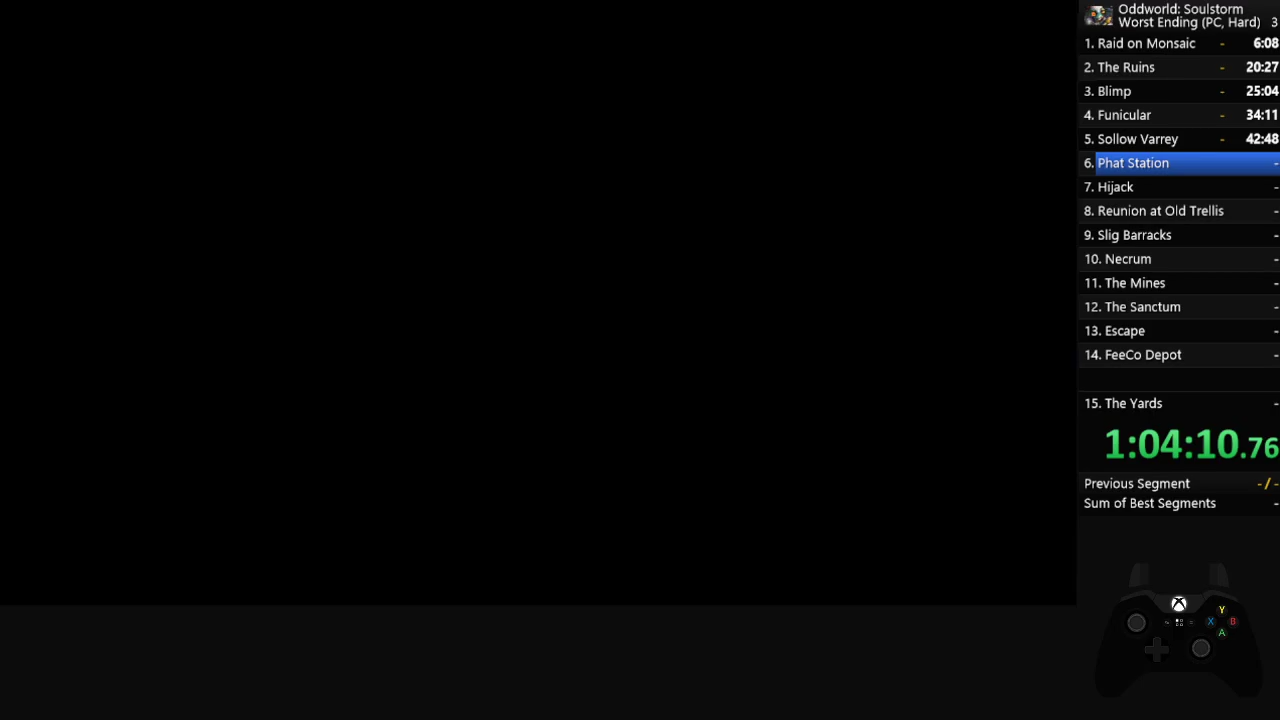 Oddworld: Soulstorm
Worst Ending (PC, Hard) 3
1. Raid on Monsaic - 6:08
2. The Ruins - 20:27
3. Blimp - 25:04
4. Funicular - 34:11
5. Sollow Varrey - 42:48
6. Phat Station -
7. Hijack -
8. Reunion at Old Trellis -
9. Slig Barracks -
10. Necrum -
11. The Mines -
12. The Sanctum -
13. Escape -
14. FeeCo Depot -
15. The Yards -
1:04:10.76
Previous Segment - / -
Sum of Best Segments -
Y
X B
A